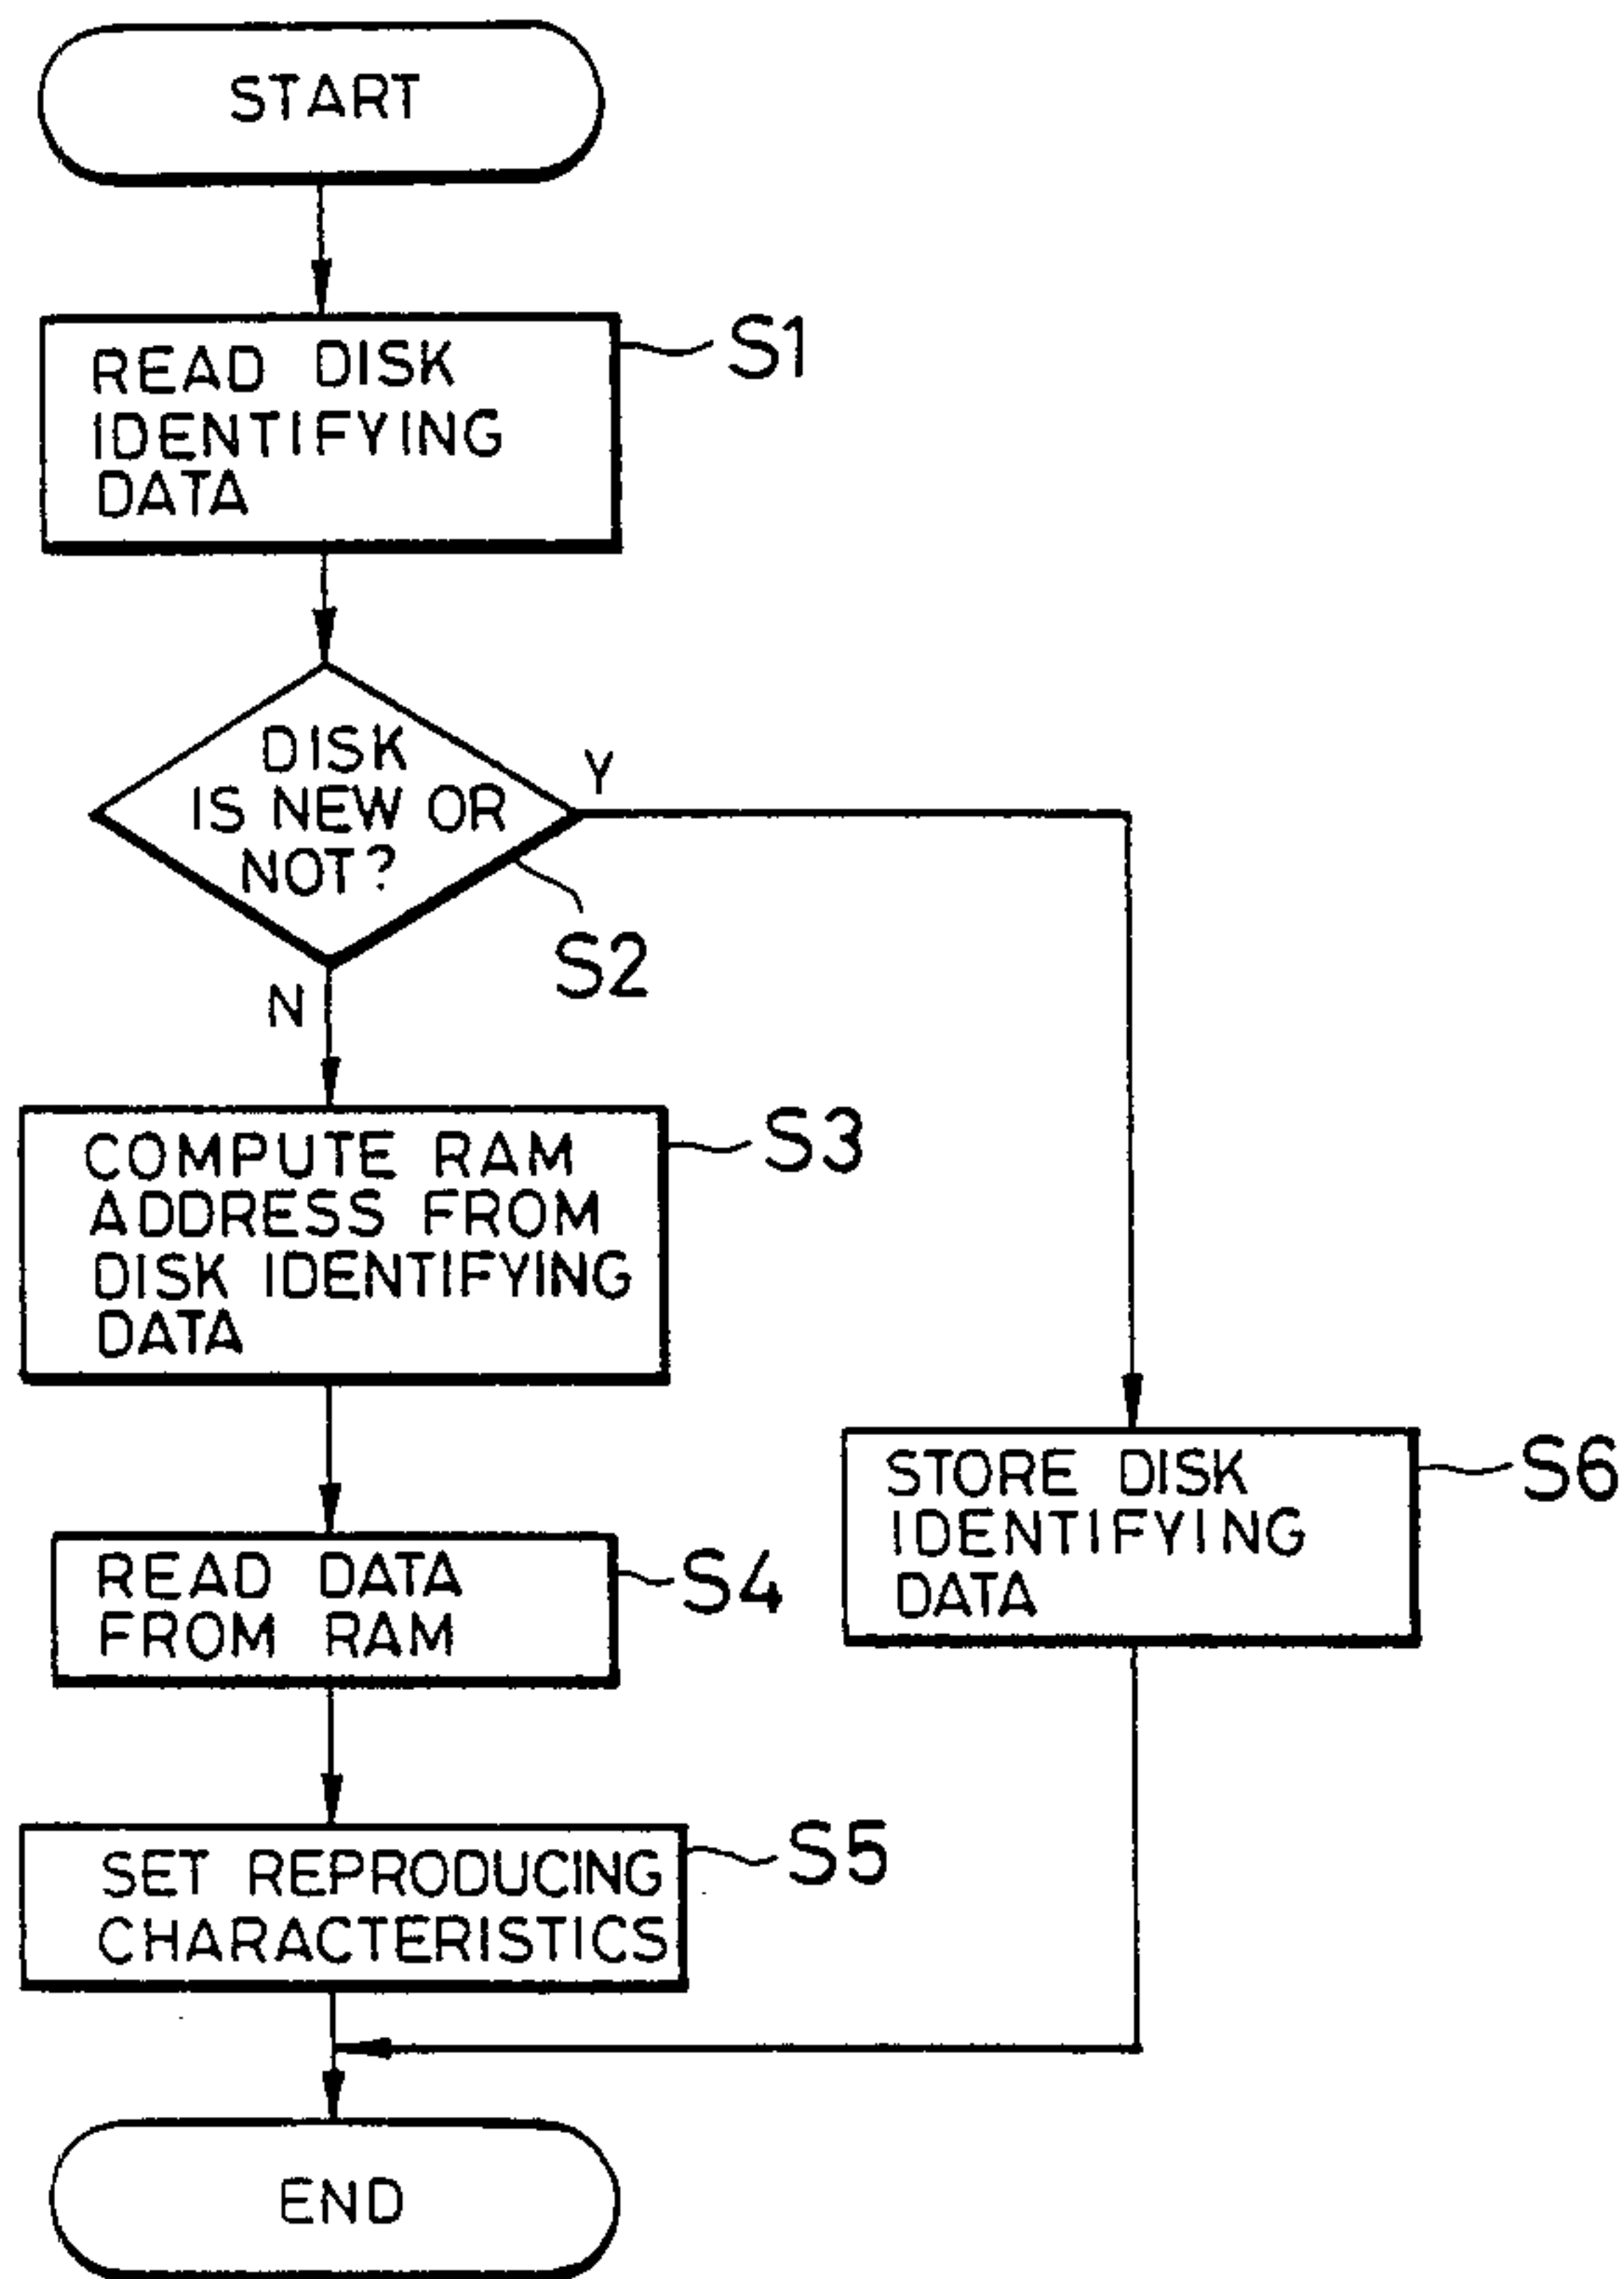 START
READ DISK
IDENTIFYING
DATA
S1
DISK
IS NEW OR
NOT?
Y
S2
N
COMPUTE RAM
ADDRESS FROM
DISK IDENTIFYING
DATA
S3
READ DATA
FROM RAM
S4
STORE DISK
IDENTIFYING
DATA
S6
SET REPRODUCING
CHARACTERISTICS
S5
END